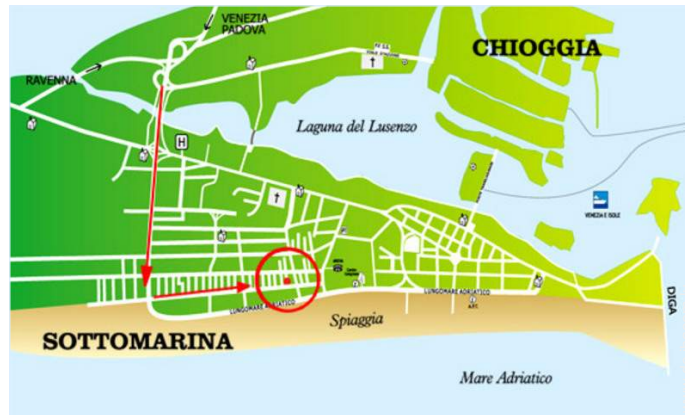 VENEZIA
PADOVA
CHIOGGIA
RAVENNA
Laguna del Lusenzo
H
VENEZIA E ISOLE
LUNGOMARE ADRIATICO
LUNGOMARE ADRIATICO
DIGA
Spiaggia
SOTTOMARINA
Mare Adriatico